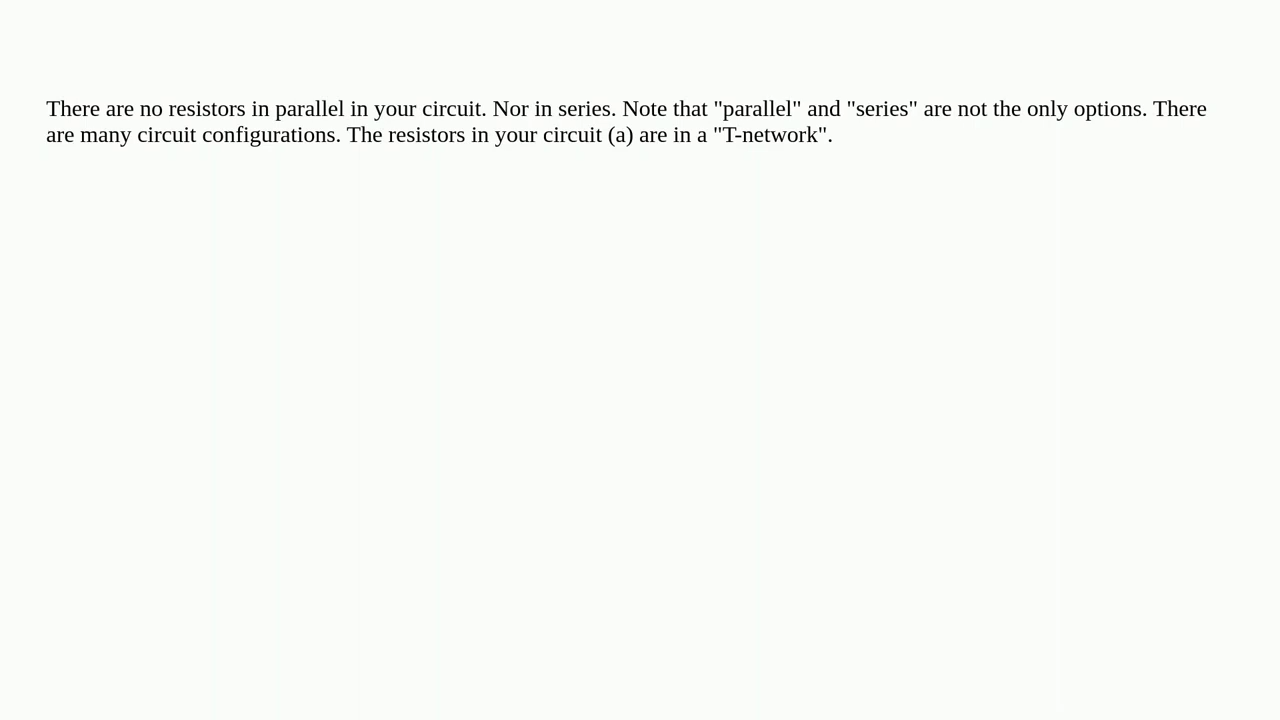 There are no resistors in parallel in your circuit. Nor in series. Note that "parallel" and "series" are not the only options. There
are many circuit configurations. The resistors in your circuit (a) are in a "T-network".